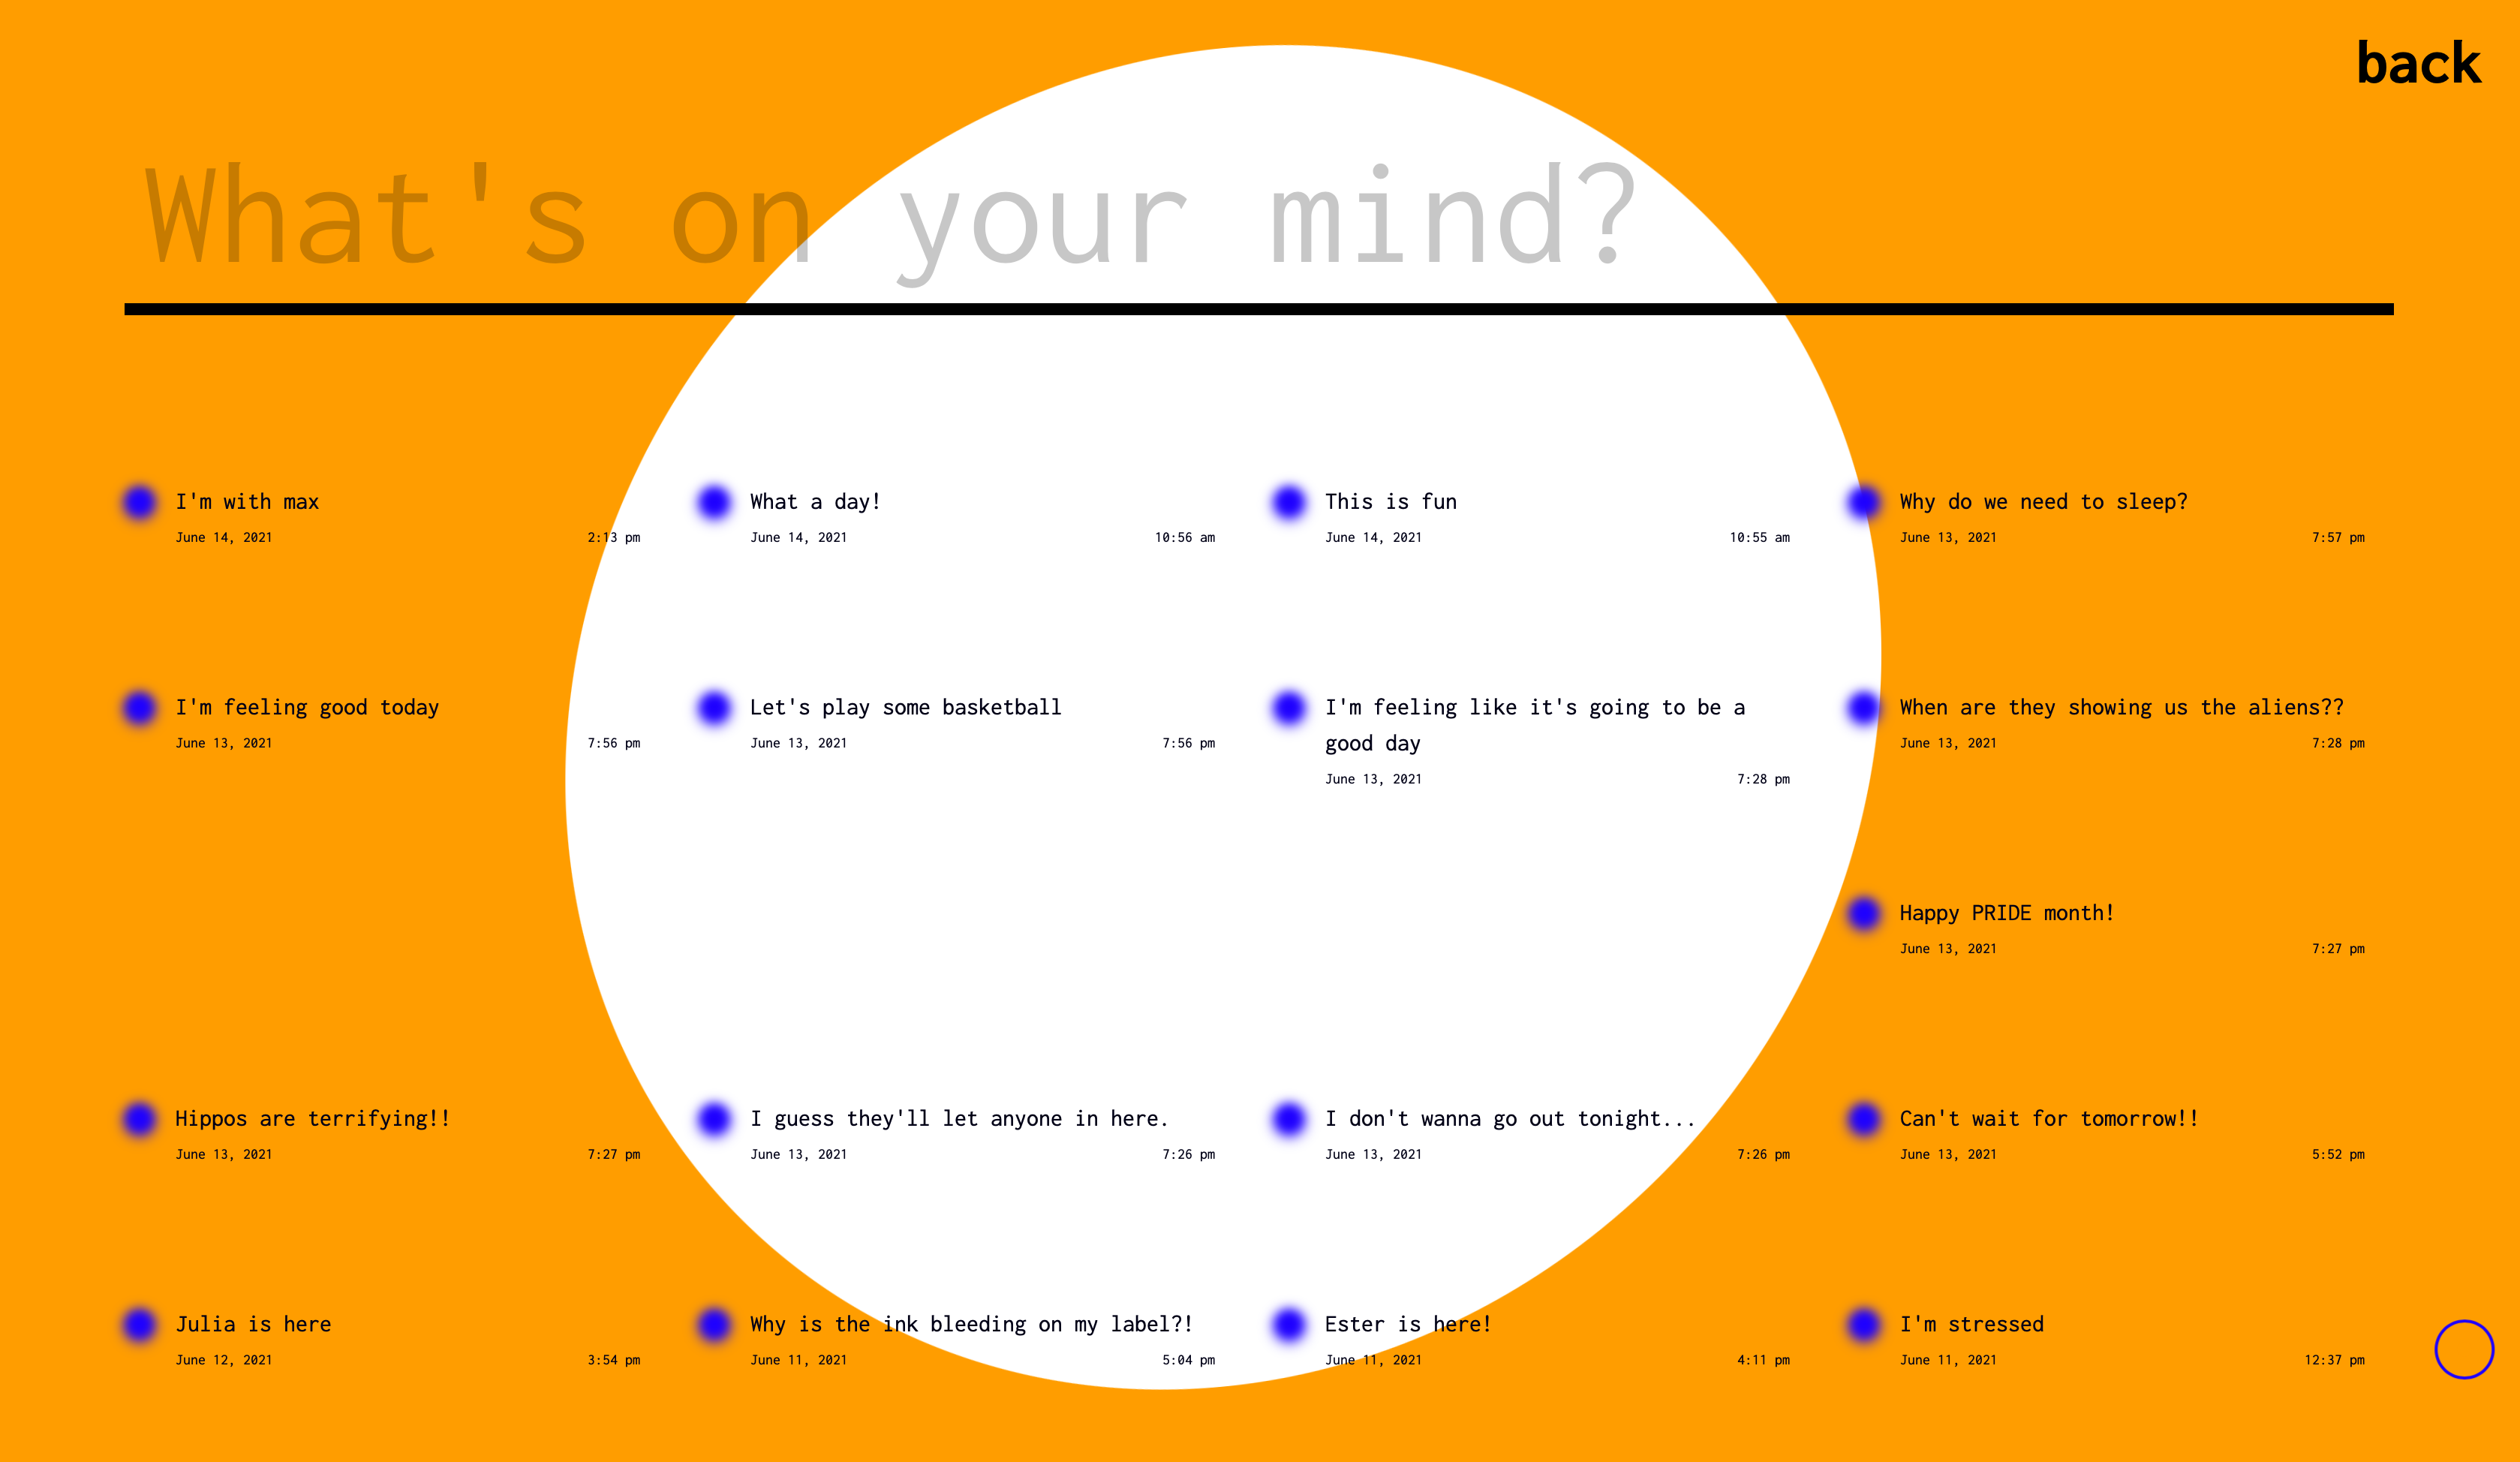 back
What's on your mind?
I'm with max
June 14, 2021 2:13 pm
What a day!
June 14, 2021 10:56 am
This is fun
June 14, 2021 10:55 am
Why do we need to sleep?
June 13, 2021 7:57 pm
I'm feeling good today
June 13, 2021 7:56 pm
Let's play some basketball
June 13, 2021 7:56 pm
I'm feeling like it's going to be a
good day
June 13, 2021 7:28 pm
When are they showing us the aliens??
June 13, 2021 7:28 pm
Happy PRIDE month!
June 13, 2021 7:27 pm
Hippos are terrifying!!
June 13, 2021 7:27 pm
I guess they'll let anyone in here.
June 13, 2021 7:26 pm
I don't wanna go out tonight...
June 13, 2021 7:26 pm
Can't wait for tomorrow!!
June 13, 2021 5:52 pm
Julia is here
June 12, 2021 3:54 pm
Why is the ink bleeding on my label?!
June 11, 2021 5:04 pm
Ester is here!
June 11, 2021 4:11 pm
I'm stressed
June 11, 2021 12:37 pm